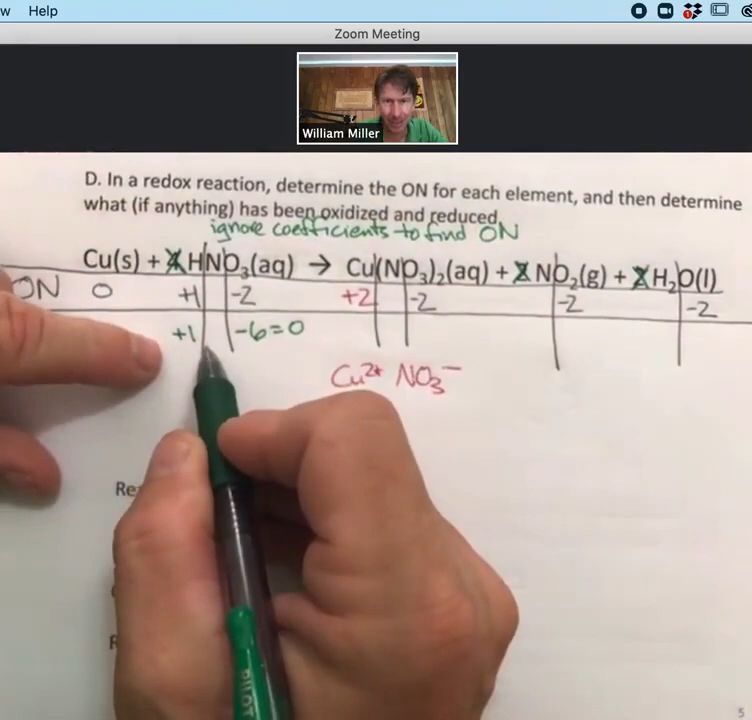 w Help
Zoom Meeting
William Miller
D. In a redox reaction, determine the ON for each element, and then determine
what (if anything) has been oxidized and reduced.
ignore coefficients to find ON
Cu(s) + 4 HNO₃(aq) → Cu(NO₃)₂(aq) + 2 NO₂(g) + 2 H₂O(l)
ON 0 +1 -2 +2 -2 -2 -2
+1 -6=0
Cu²⁺ NO₃⁻
Re
R
PILOT
5